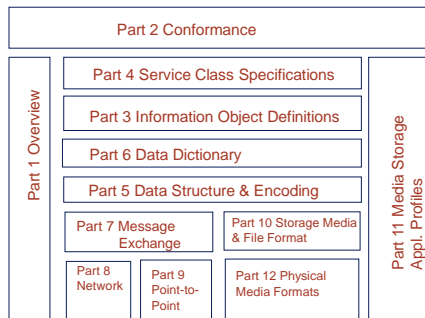 Part 2 Conformance
Part 1 Overview
Part 4 Service Class Specifications
Part 3 Information Object Definitions
Part 6 Data Dictionary
Part 5 Data Structure & Encoding
Part 7 Message
Exchange
Part 10 Storage Media
& File Format
Part 8
Network
Part 9
Point-to-
Point
Part 12 Physical
Media Formats
Part 11 Media Storage
Appl. Profiles